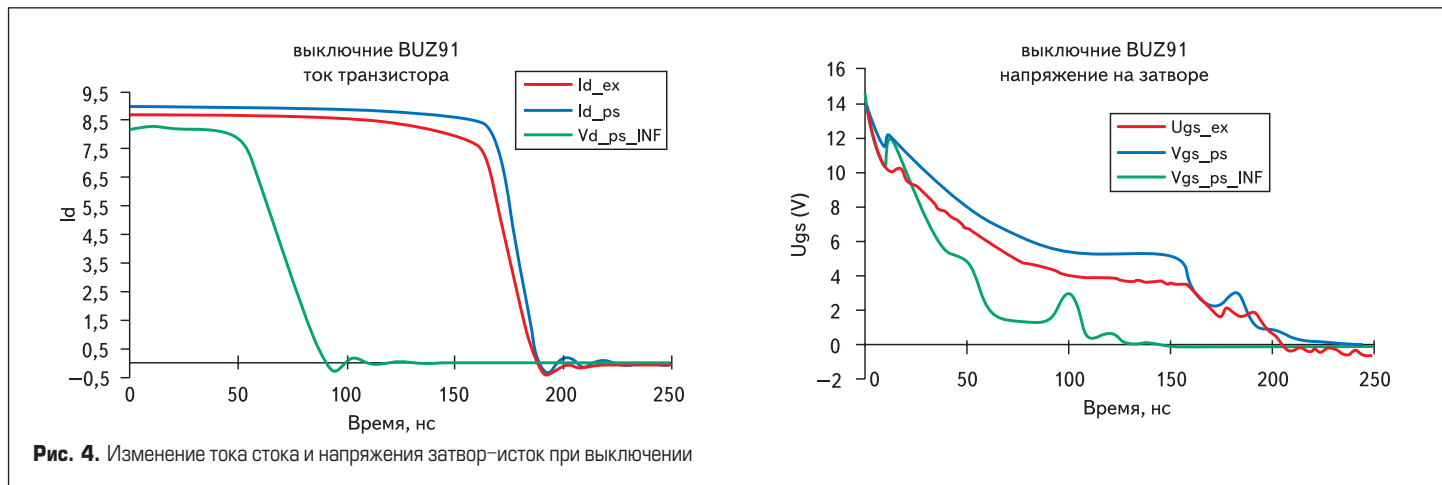 выключние BUZ91
ток транзистора
9,5
8,5
7,5
6,5
5,5
4,5
3,5
2,5
1,5
0,5
−0,5
Id
Id_ex
Id_ps
Vd_ps_INF
0
50
100
150
200
250
Время, нс
выключние BUZ91
напряжение на затворе
16
14
12
10
8
6
4
2
0
−2
Ugs (V)
Ugs_ex
Vgs_ps
Vgs_ps_INF
0
50
100
150
200
250
Время, нс
Рис. 4. Изменение тока стока и напряжения затвор–исток при выключении